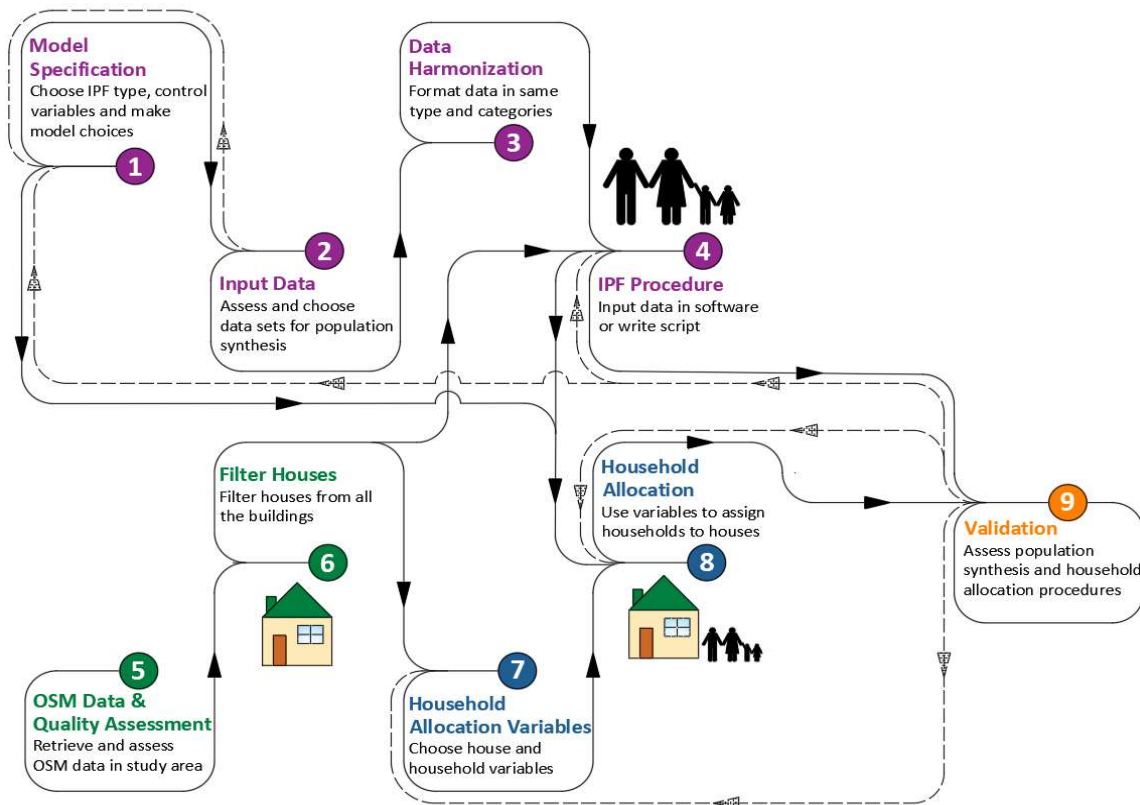 Model
Specification
Choose IPF type, control
variables and make
model choices
1
2
Input Data
Assess and choose
data sets for population
synthesis
Data
Harmonization
Format data in same
type and categories
3
4
IPF Procedure
Input data in software
or write script
5
OSM Data &
Quality Assessment
Retrieve and assess
OSM data in study area
Filter Houses
Filter houses from all
the buildings
6
7
Household
Allocation Variables
Choose house and
household variables
Household
Allocation
Use variables to assign
households to houses
8
9
Validation
Assess population
synthesis and household
allocation procedures